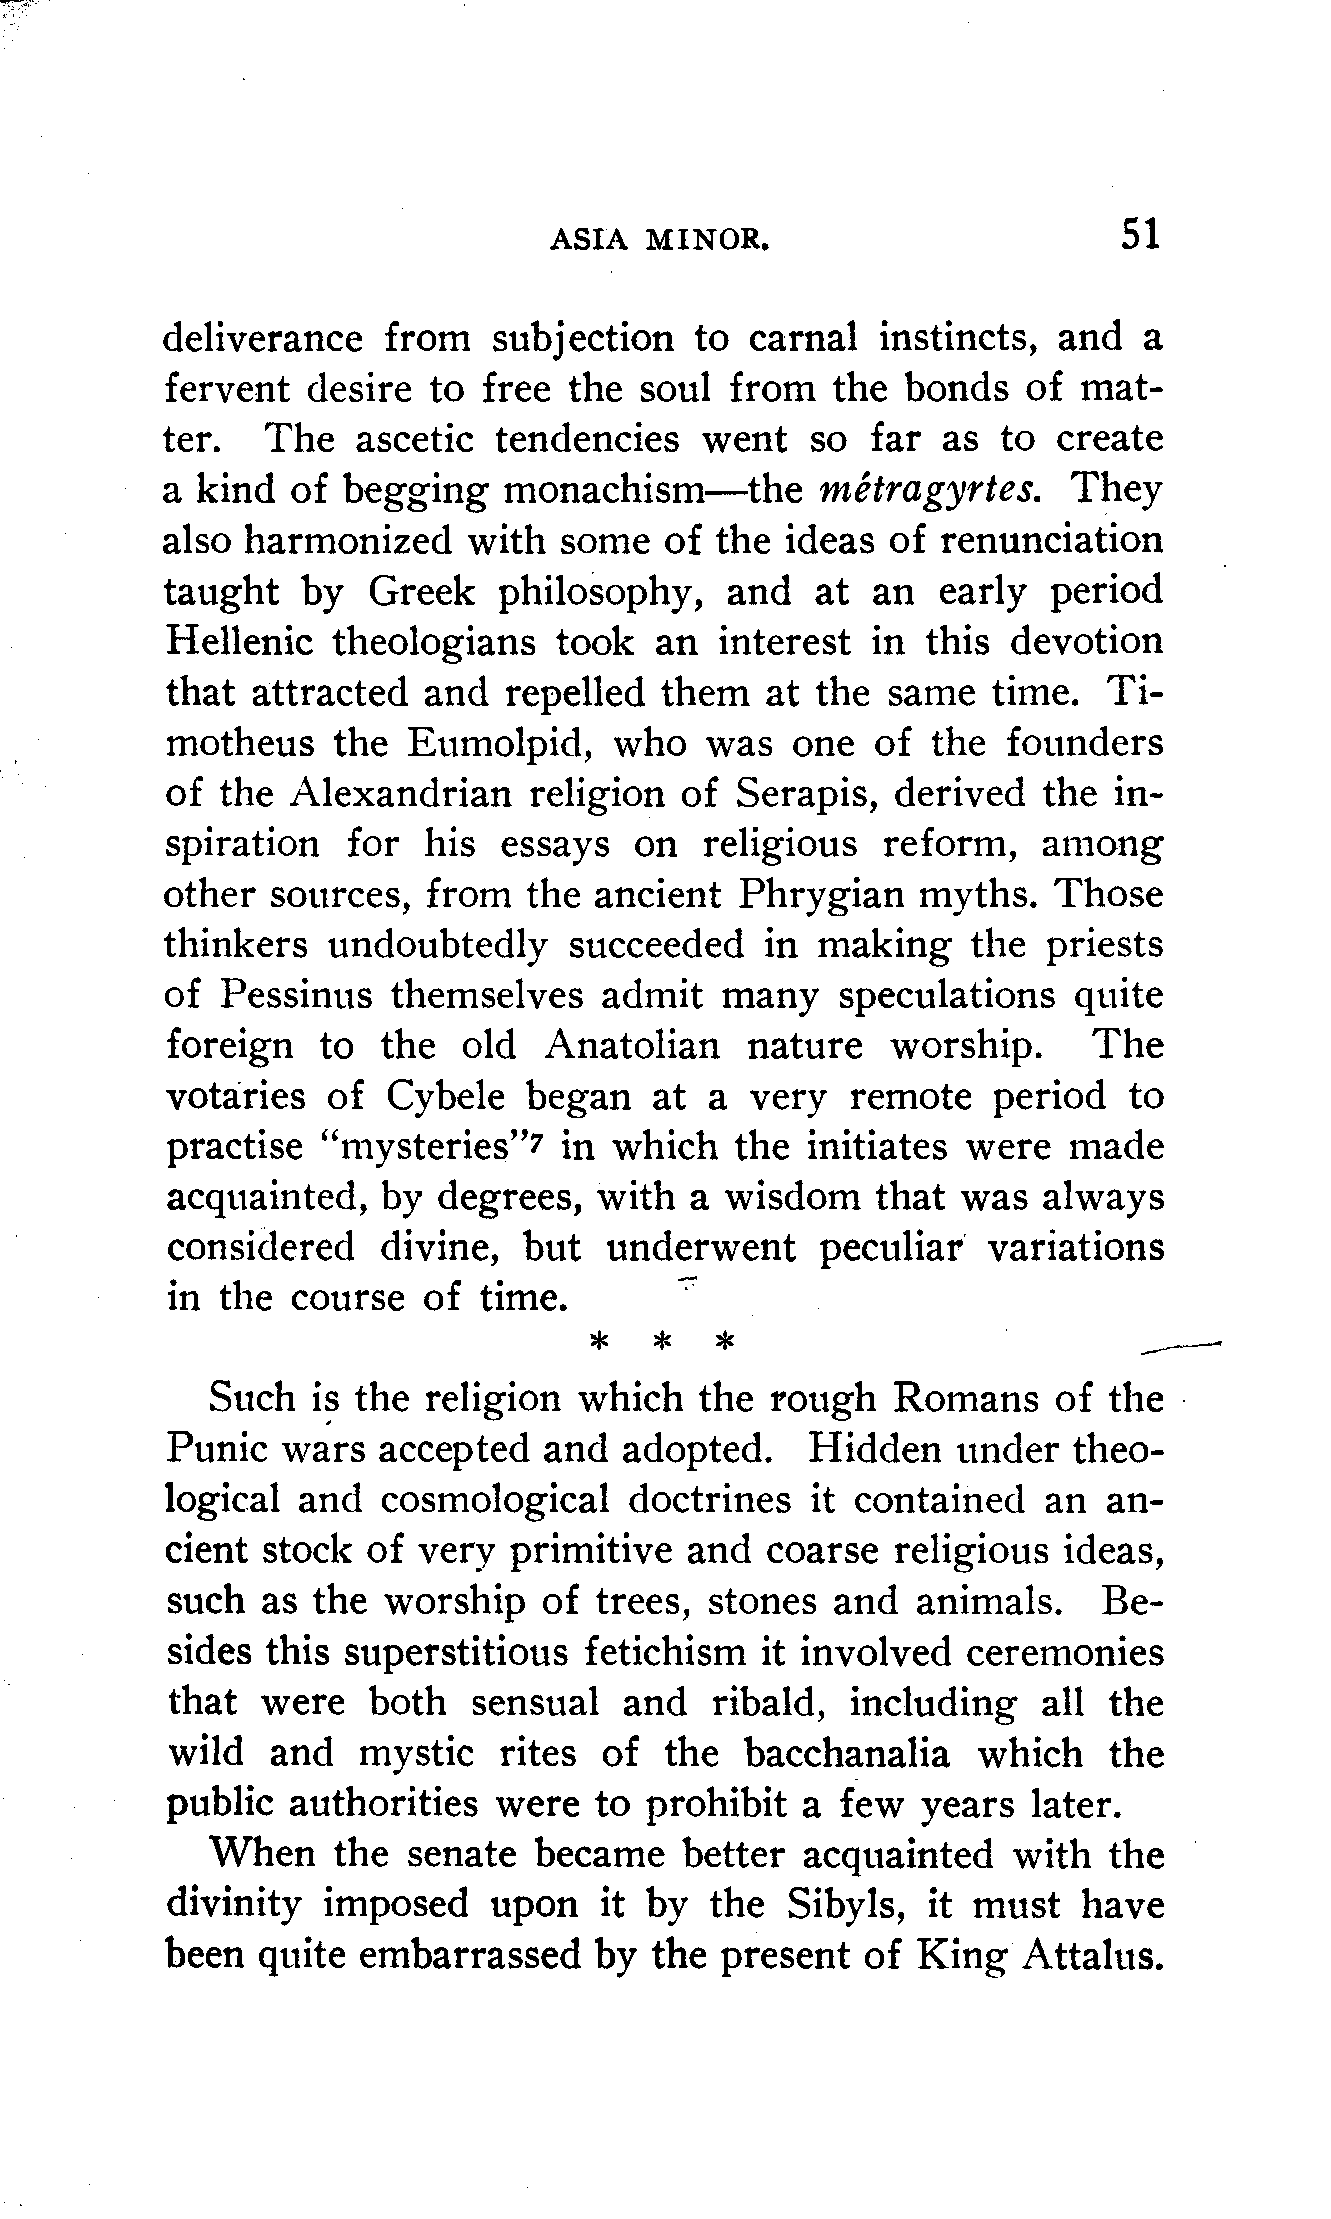 ASIA MINOR. 51
deliverance from subjection to carnal instincts, and a
fervent desire to free the soul from the bonds of mat-
ter. The ascetic tendencies went so far as to create
a kind of begging monachism—the métragyrtes. They
also harmonized with some of the ideas of renunciation
taught by Greek philosophy, and at an early period
Hellenic theologians took an interest in this devotion
that attracted and repelled them at the same time. Ti-
motheus the Eumolpid, who was one of the founders
of the Alexandrian religion of Serapis, derived the in-
spiration for his essays on religious reform, among
other sources, from the ancient Phrygian myths. Those
thinkers undoubtedly succeeded in making the priests
of Pessinus themselves admit many speculations quite
foreign to the old Anatolian nature worship. The
votaries of Cybele began at a very remote period to
practise "mysteries"7 in which the initiates were made
acquainted, by degrees, with a wisdom that was always
considered divine, but underwent peculiar variations
in the course of time.
* * *
Such is the religion which the rough Romans of the
Punic wars accepted and adopted. Hidden under theo-
logical and cosmological doctrines it contained an an-
cient stock of very primitive and coarse religious ideas,
such as the worship of trees, stones and animals. Be-
sides this superstitious fetichism it involved ceremonies
that were both sensual and ribald, including all the
wild and mystic rites of the bacchanalia which the
public authorities were to prohibit a few years later.
When the senate became better acquainted with the
divinity imposed upon it by the Sibyls, it must have
been quite embarrassed by the present of King Attalus.